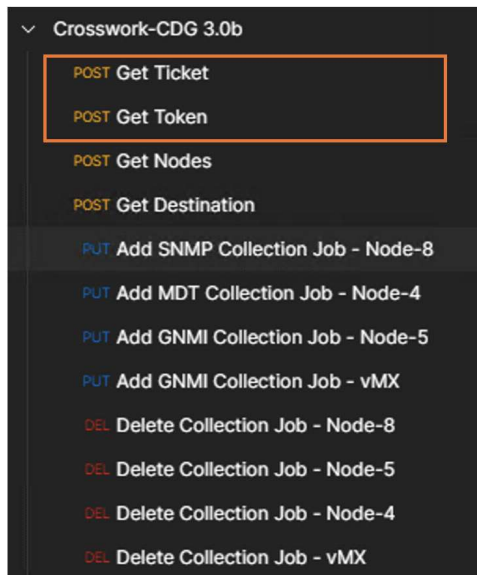 Crosswork-CDG 3.0b
POST Get Ticket
POST Get Token
POST Get Nodes
POST Get Destination
PUT Add SNMP Collection Job - Node-8
PUT Add MDT Collection Job - Node-4
PUT Add GNMI Collection Job - Node-5
PUT Add GNMI Collection Job - vMX
DEL Delete Collection Job - Node-8
DEL Delete Collection Job - Node-5
DEL Delete Collection Job - Node-4
DEL Delete Collection Job - vMX